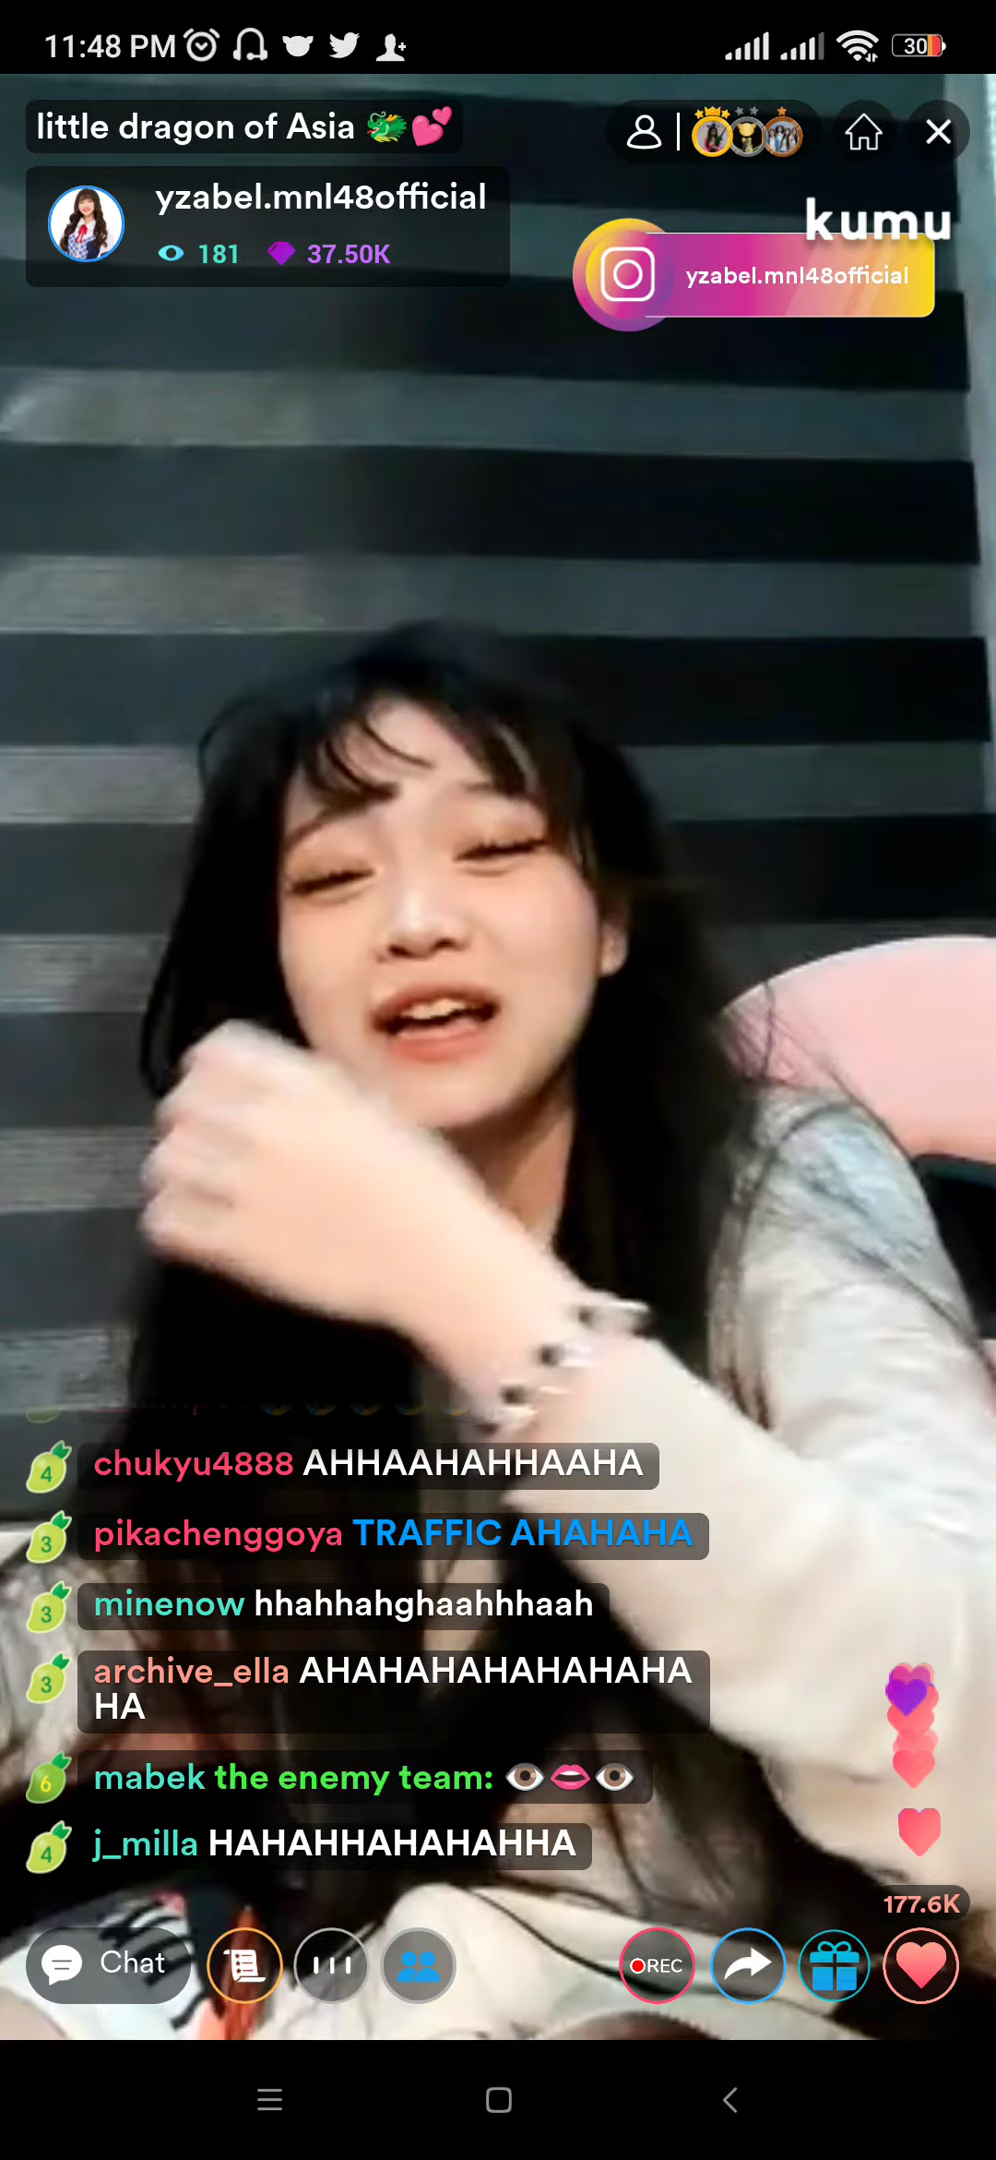 11:48 PM
30
little dragon of Asia 🐉💕
yzabel.mnl48official
181 37.50K
kumu
yzabel.mnl48official
4 chukyu4888 AHHAAHAHHAAHA
3 pikachenggoya TRAFFIC AHAHAHA
3 minenow hhahhahghaahhhaah
3 archive_ella AHAHAHAHAHAHAHA
HA
6 mabek the enemy team: 👁👄👁
4 j_milla HAHAHHAHAHAHHA
177.6K
Chat
REC